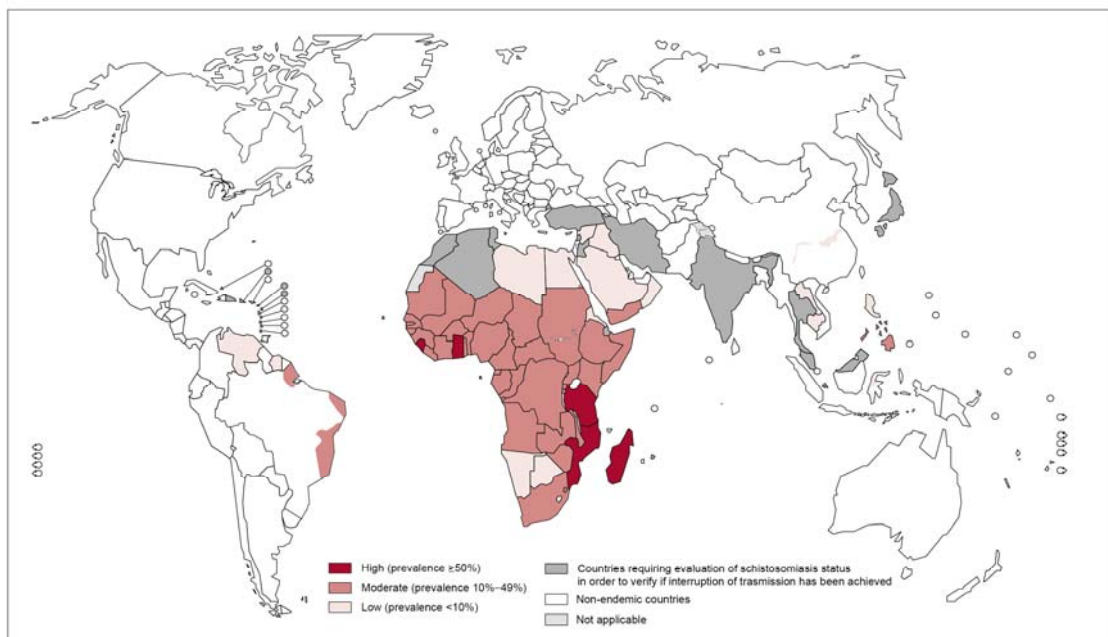 High (prevalence ≥50%)
Moderate (prevalence 10%–49%)
Low (prevalence <10%)
Countries requiring evaluation of schistosomiasis status
in order to verify if interruption of trasmission has been achieved
Non-endemic countries
Not applicable